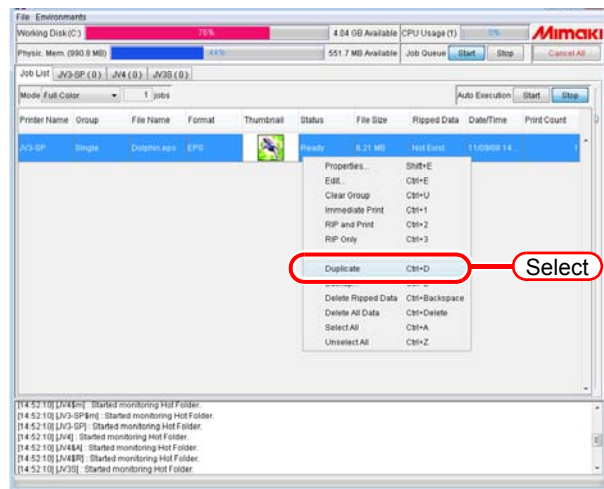 File Environments
Working Disk(C:) 76% 4.04 GB Available CPU Usage (1) 0% Mimaki
Physic. Mem. (990.8 MB) 44% 551.7 MB Available Job Queue Start Stop Cancel All
Job List JV3-SP ( 0 ) JV4 ( 0 ) JV3S ( 0 )
Mode Full Color 1 jobs Auto Execution Start Stop
Printer Name Group File Name Format Thumbnail Status File Size Ripped Data Date/Time Print Count
JV3-SP Single Dolphin.eps EPS Ready 6.21 MB Not Exist 11/09/08 14... 1
Properties... Shift+E
Edit... Ctrl+E
Clear Group Ctrl+U
Immediate Print Ctrl+1
RIP and Print Ctrl+2
RIP Only Ctrl+3
Duplicate Ctrl+D Select
Delete Ripped Data Ctrl+Backspace
Delete All Data Ctrl+Delete
Select All Ctrl+A
Unselect All Ctrl+Z
[14:52:10] [JV4$m] : Started monitoring Hot Folder.
[14:52:10] [JV3-SP$m] : Started monitoring Hot Folder.
[14:52:10] [JV3-SP] : Started monitoring Hot Folder.
[14:52:10] [JV4] : Started monitoring Hot Folder.
[14:52:10] [JV4$A] : Started monitoring Hot Folder.
[14:52:10] [JV4$R] : Started monitoring Hot Folder.
[14:52:10] [JV3S] : Started monitoring Hot Folder.